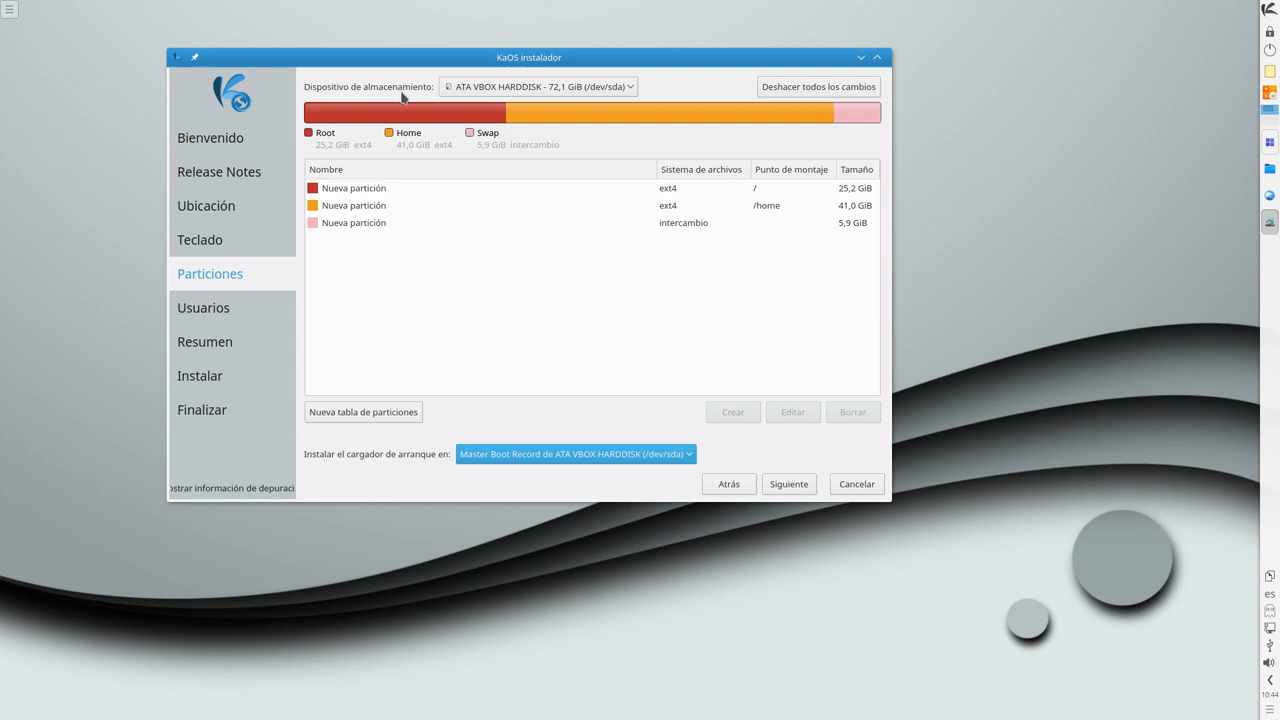 KaOS instalador
Dispositivo de almacenamiento:
ATA VBOX HARDDISK - 72,1 GiB (/dev/sda)
Deshacer todos los cambios
Root
25,2 GiB ext4
Home
41,0 GiB ext4
Swap
5,9 GiB intercambio
Bienvenido
Release Notes
Ubicación
Teclado
Particiones
Usuarios
Resumen
Instalar
Finalizar
ostrar información de depuraci
Nombre Sistema de archivos Punto de montaje Tamaño
Nueva partición ext4 / 25,2 GiB
Nueva partición ext4 /home 41,0 GiB
Nueva partición intercambio 5,9 GiB
Nueva tabla de particiones
Crear
Editar
Borrar
Instalar el cargador de arranque en:
Master Boot Record de ATA VBOX HARDDISK (/dev/sda)
Atrás
Siguiente
Cancelar
es
10:44